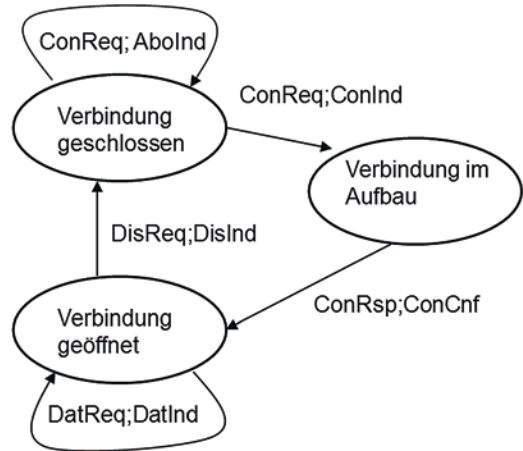 ConReq; AboInd
Verbindung
geschlossen
ConReq;ConInd
Verbindung im
Aufbau
DisReq;DisInd
ConRsp;ConCnf
Verbindung
geöffnet
DatReq;DatInd